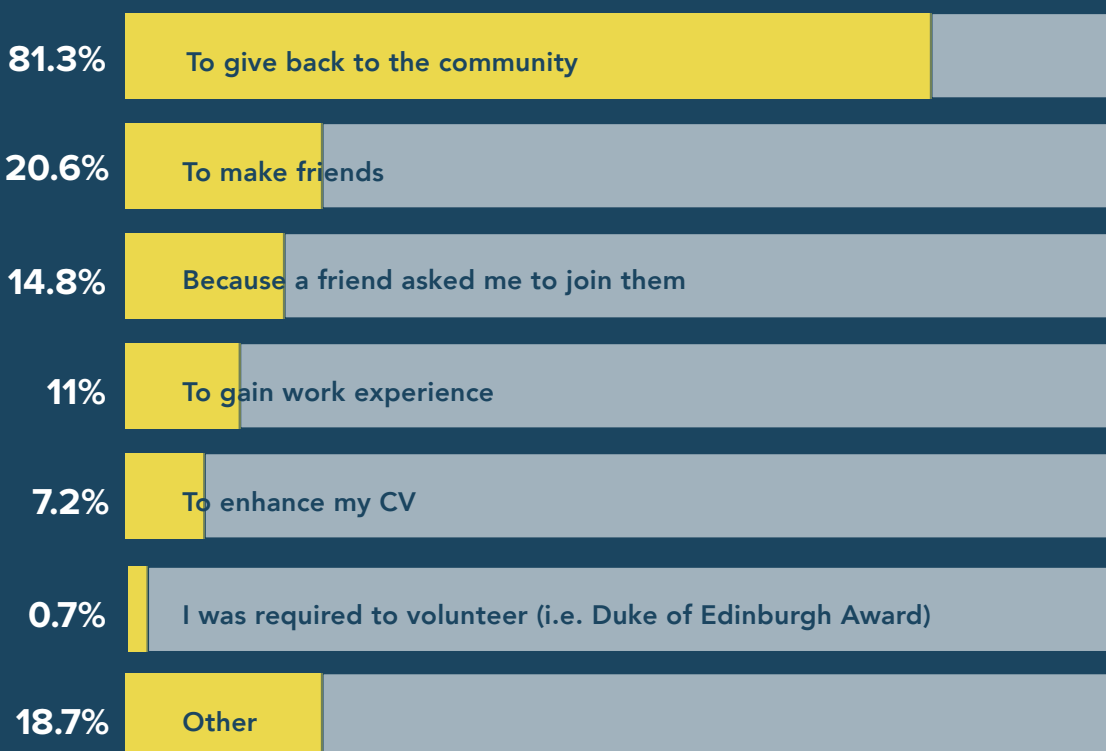 81.3% To give back to the community
20.6% To make friends
14.8% Because a friend asked me to join them
11% To gain work experience
7.2% To enhance my CV
0.7% I was required to volunteer (i.e. Duke of Edinburgh Award)
18.7% Other